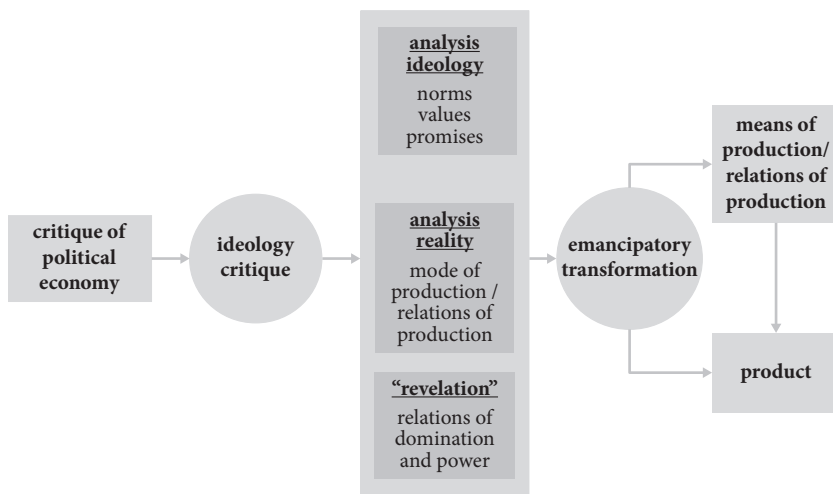 critique of
political
economy
ideology
critique
analysis
ideology
norms
values
promises
analysis
reality
mode of
production /
relations of
production
“revelation”
relations of
domination
and power
emancipatory
transformation
means of
production/
relations of
production
product